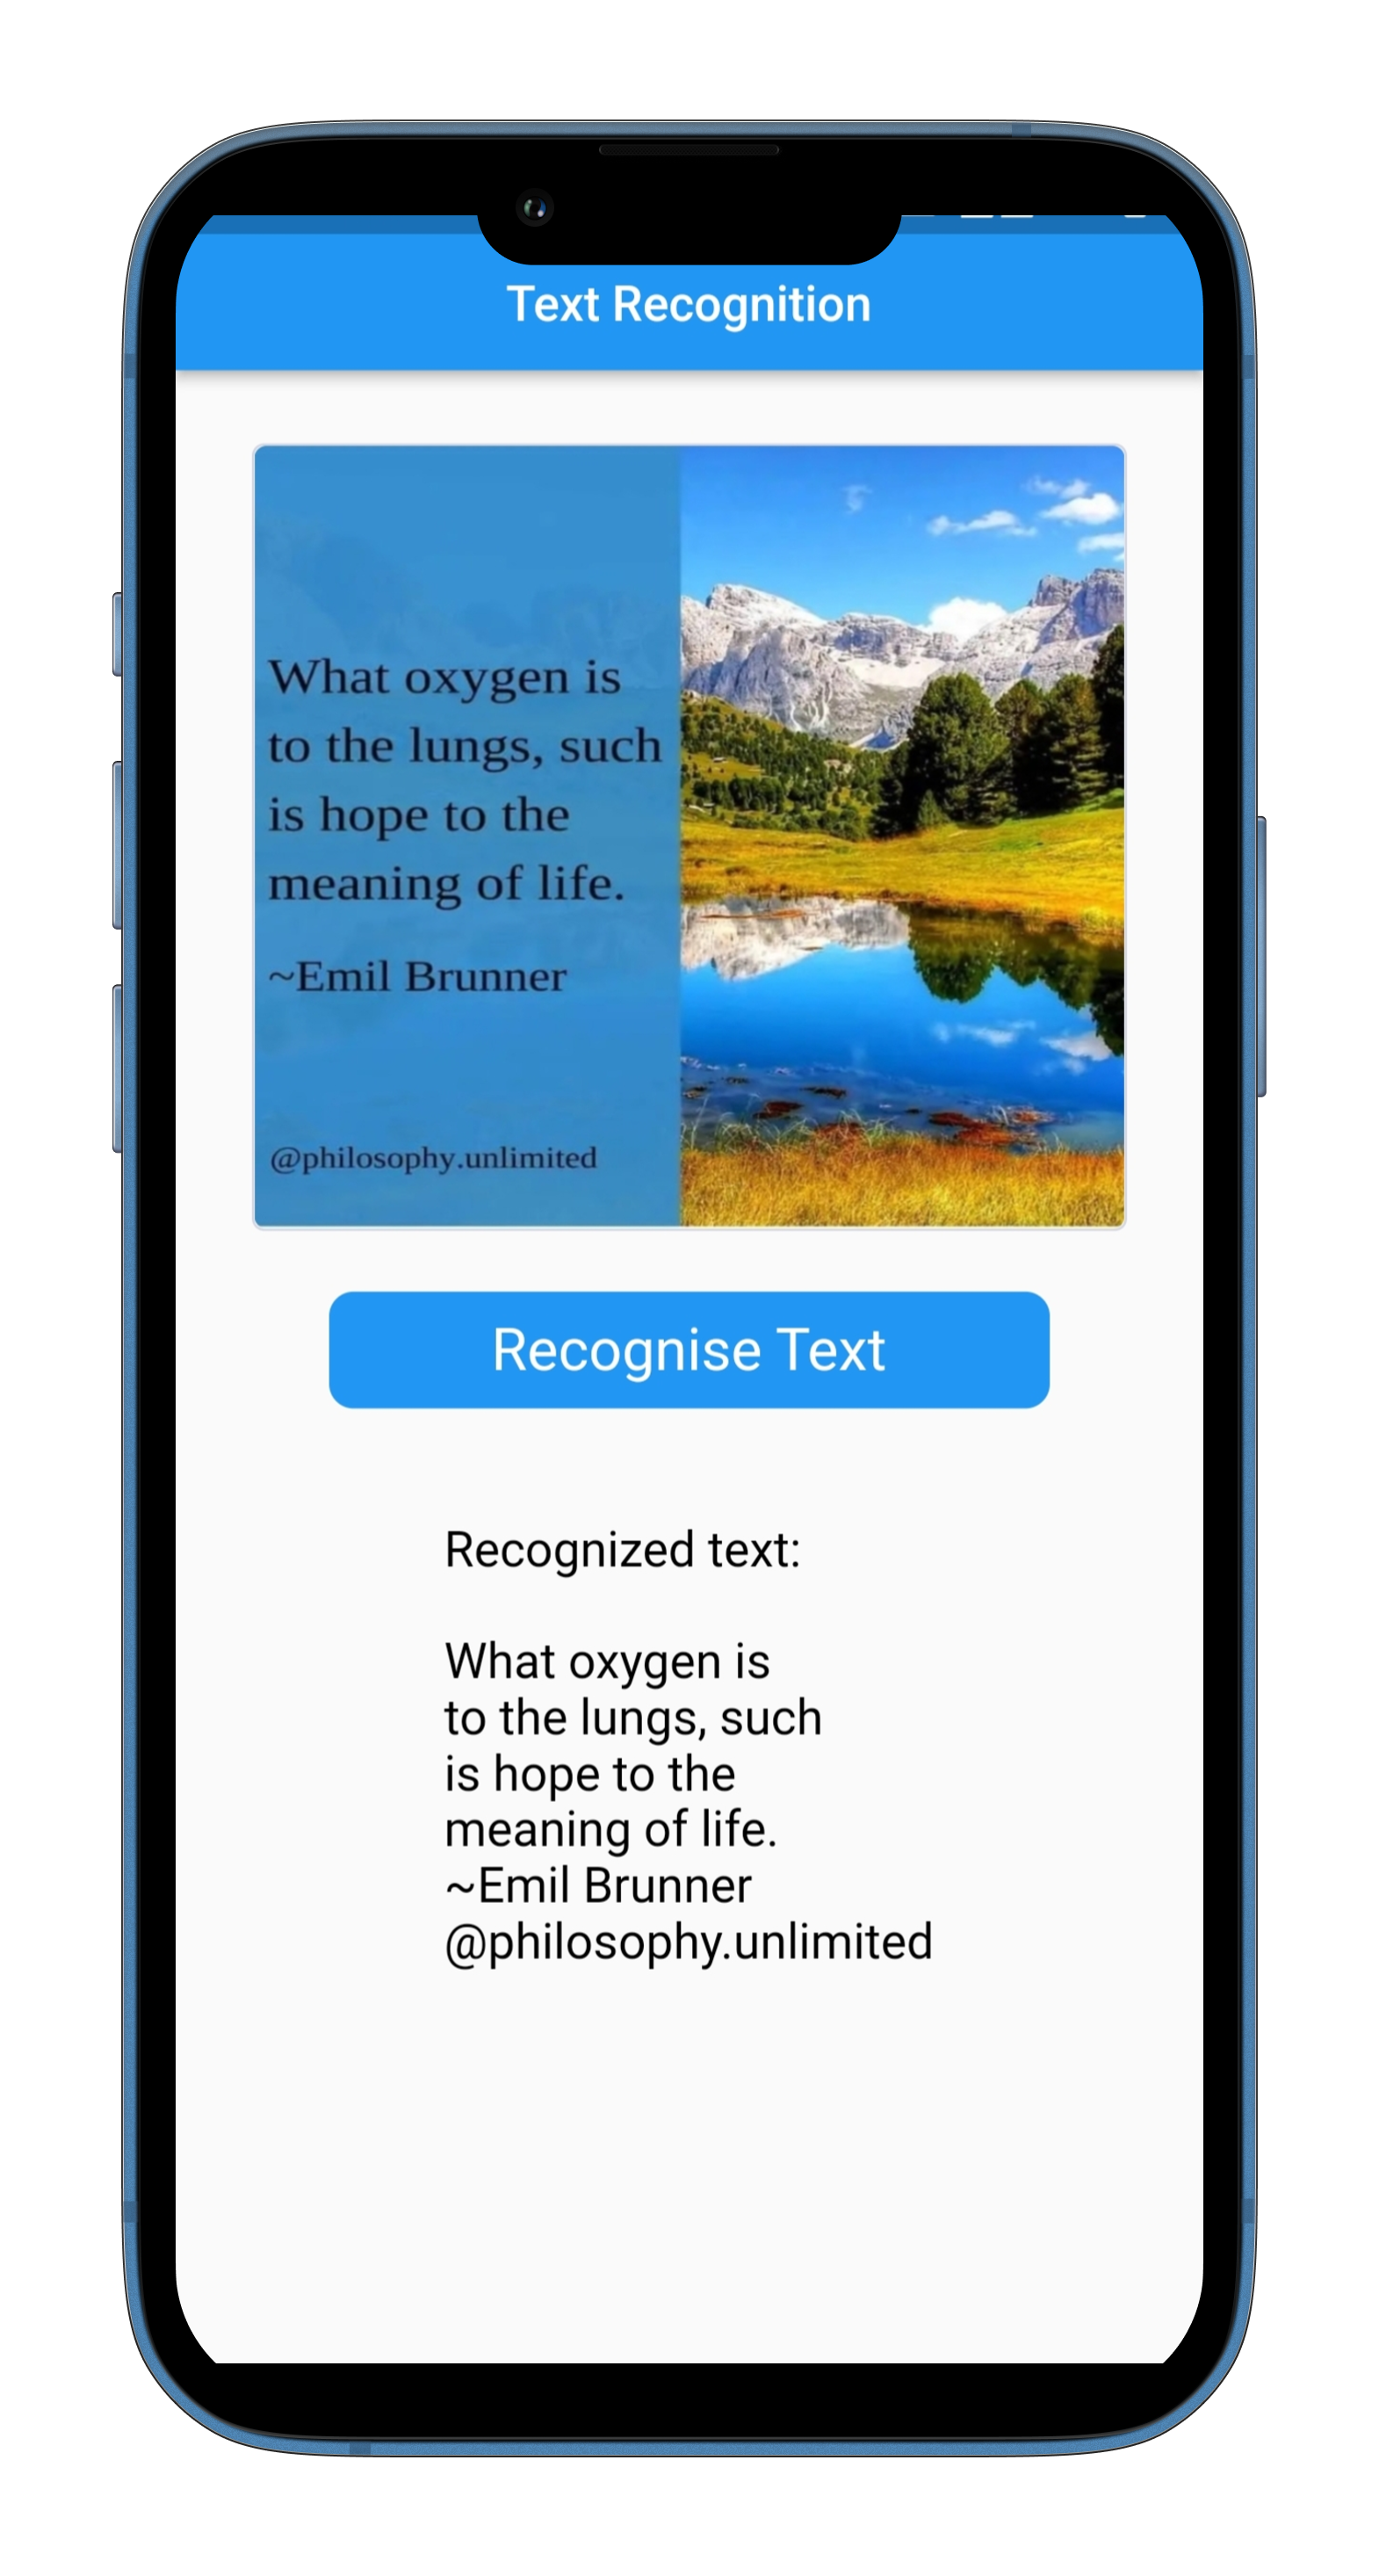 Text Recognition
What oxygen is
to the lungs, such
is hope to the
meaning of life.
~Emil Brunner
@philosophy.unlimited
Recognise Text
Recognized text:
What oxygen is
to the lungs, such
is hope to the
meaning of life.
~Emil Brunner
@philosophy.unlimited